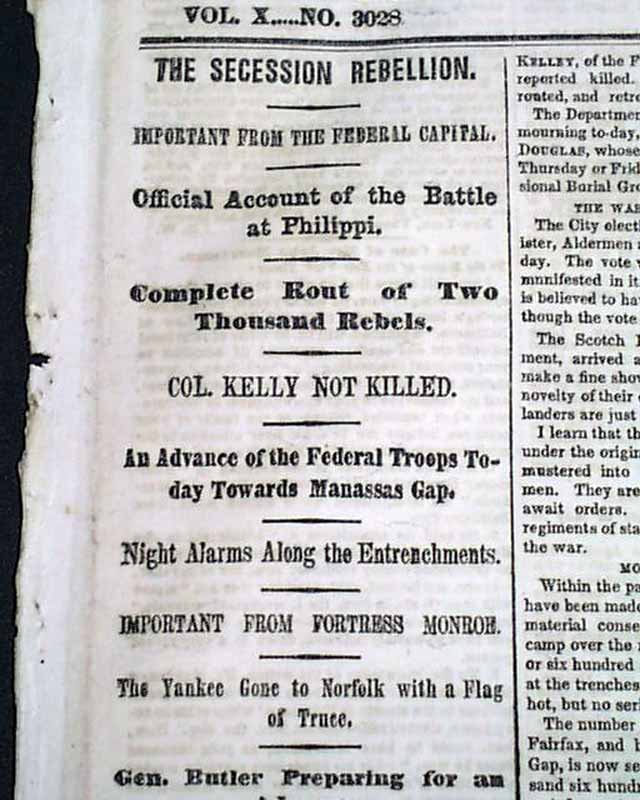 VOL. X.....NO. 3028
THE SECESSION REBELLION.
IMPORTANT FROM THE FEDERAL CAPITAL.
Official Account of the Battle
at Philippi.
Complete Rout of Two
Thousand Rebels.
COL. KELLY NOT KILLED.
An Advance of the Federal Troops To-
day Towards Manassas Gap.
Night Alarms Along the Entrenchments.
IMPORTANT FROM FORTRESS MONROE.
The Yankee Gone to Norfolk with a Flag
of Truce.
Gen. Butler Preparing for an
KELLEY, of the F
reported killed.
routed, and retre
The Departmen
mourning to-day,
DOUGLAS, whose
Thursday or Frid
sional Burial Gr
THE WAR
The City electi
ister, Aldermen
day. The vote
manifested in it
is believed to ha
though the vote
The Scotch
ment, arrived a
make a fine show
novelty of their
landers are just
I learn that th
under the origin
mustered into
men. They are
await orders.
regiments of sta
the war.
MO
Within the pa
have been made
material conse
camp over the
or six hundred
at the trenches
hot, but no seri
The number
Fairfax, and
Gap, is now se
sand six hund